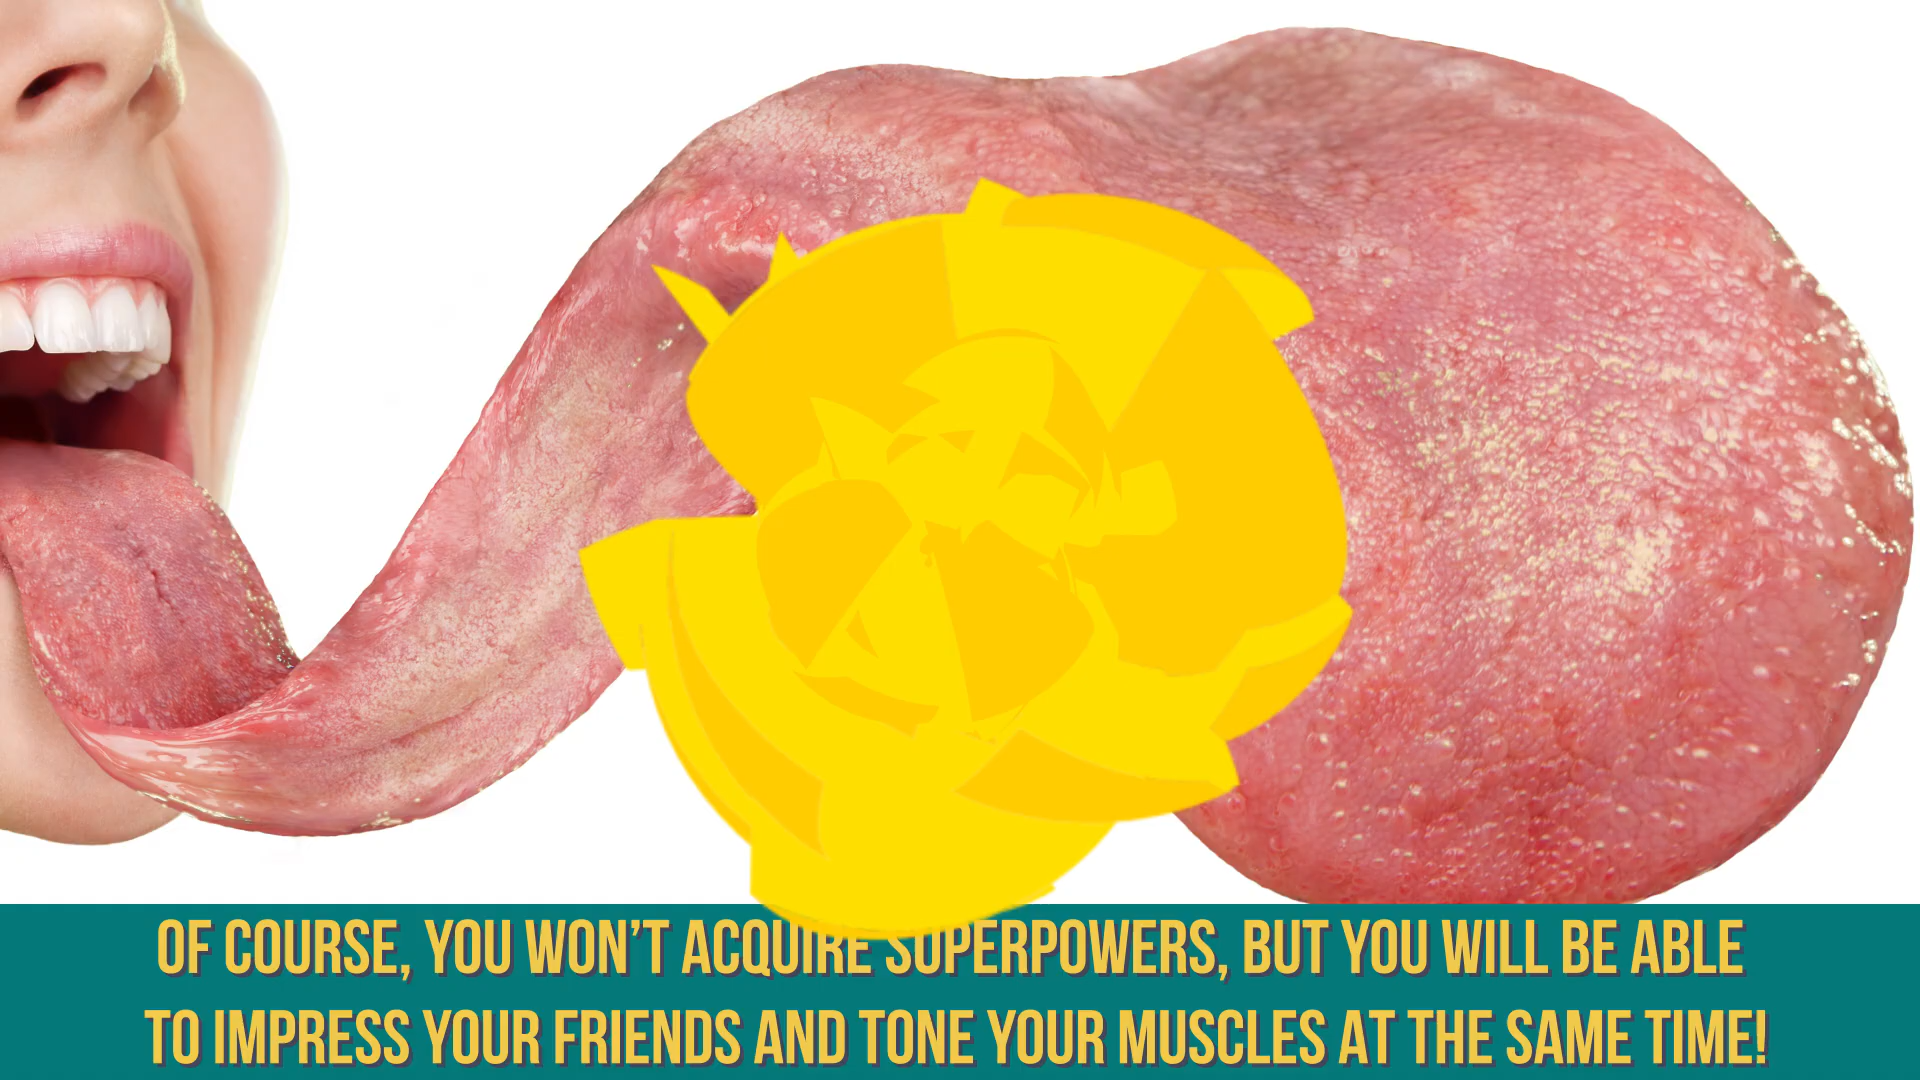 OF COURSE, YOU WON'T ACQUIRE SUPERPOWERS, BUT YOU WILL BE ABLE
TO IMPRESS YOUR FRIENDS AND TONE YOUR MUSCLES AT THE SAME TIME!